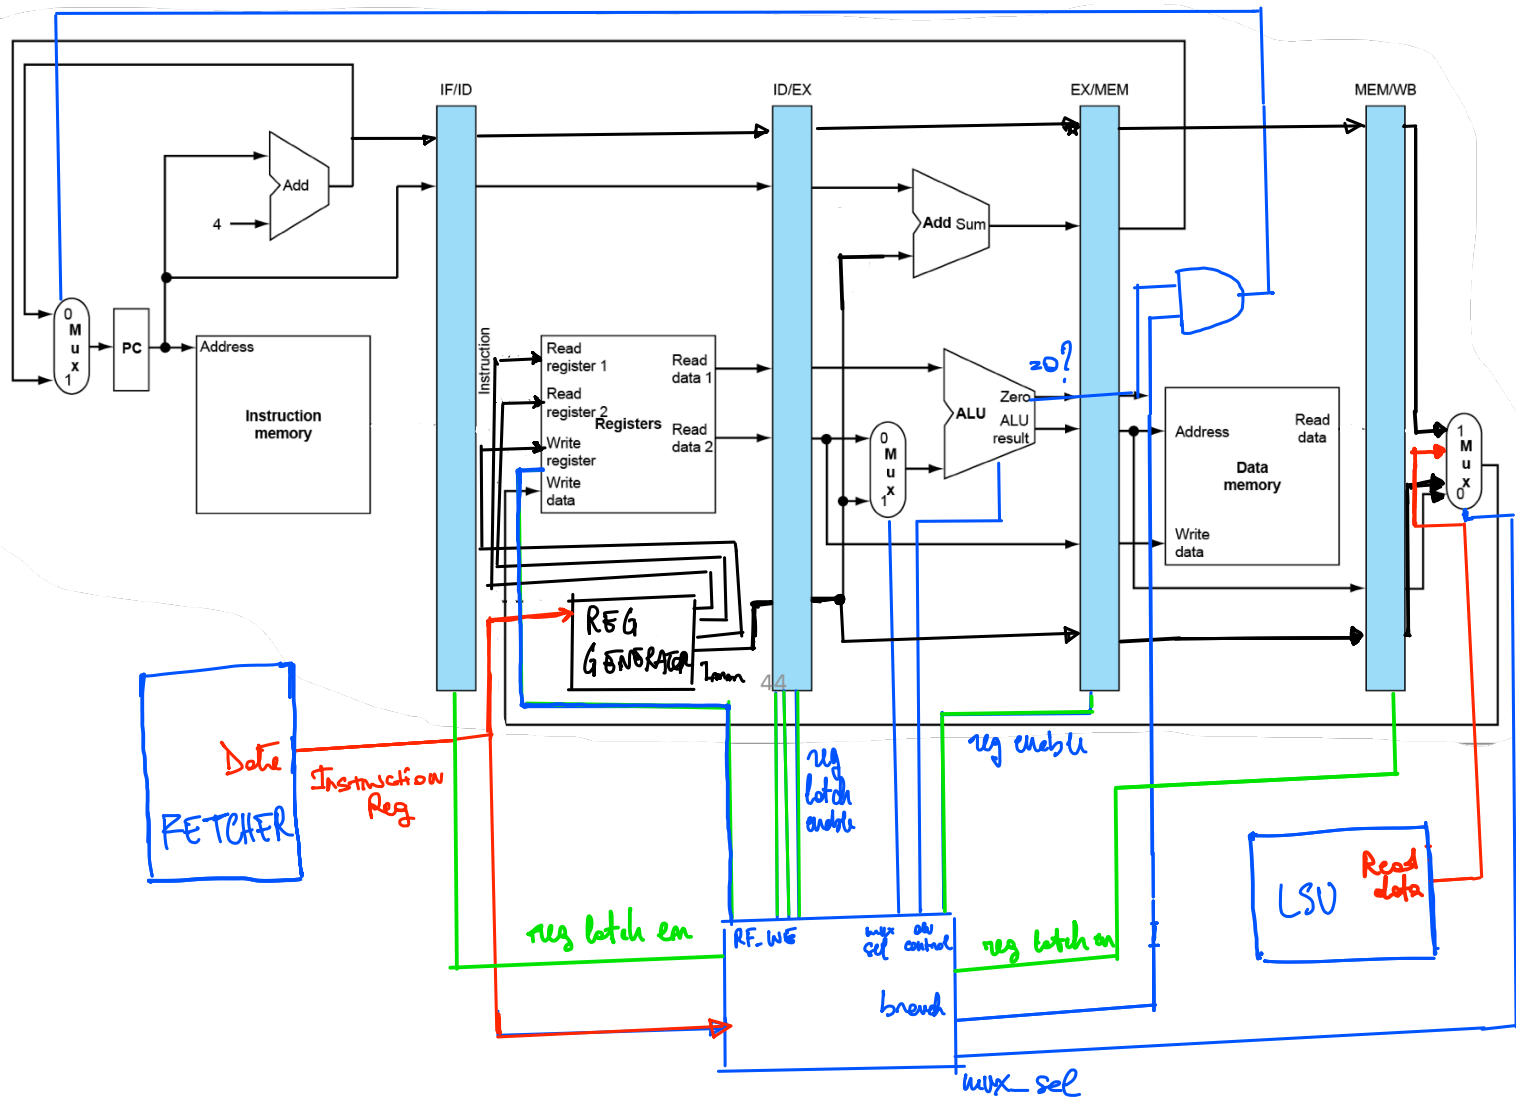 IF/ID
ID/EX
EX/MEM
MEM/WB
Add
4
Add Sum
0
M
u
x
1
PC
Address
Instruction
memory
Instruction
Read
register 1
Read
register 2
Write
register
Write
data
Registers
Read
data 1
Read
data 2
0
M
u
x
1
=0?
Zero
ALU
ALU
result
Address
Read
data
Data
memory
Write
data
1
M
u
x
0
REG
GENERATOR
Imm
44
FETCHER
Instruction
Reg
reg
latch
enable
reg enable
LSU
Read
data
reg latch en
RF_WE
mux
sel
alu
control
reg latch en
branch
mux_sel